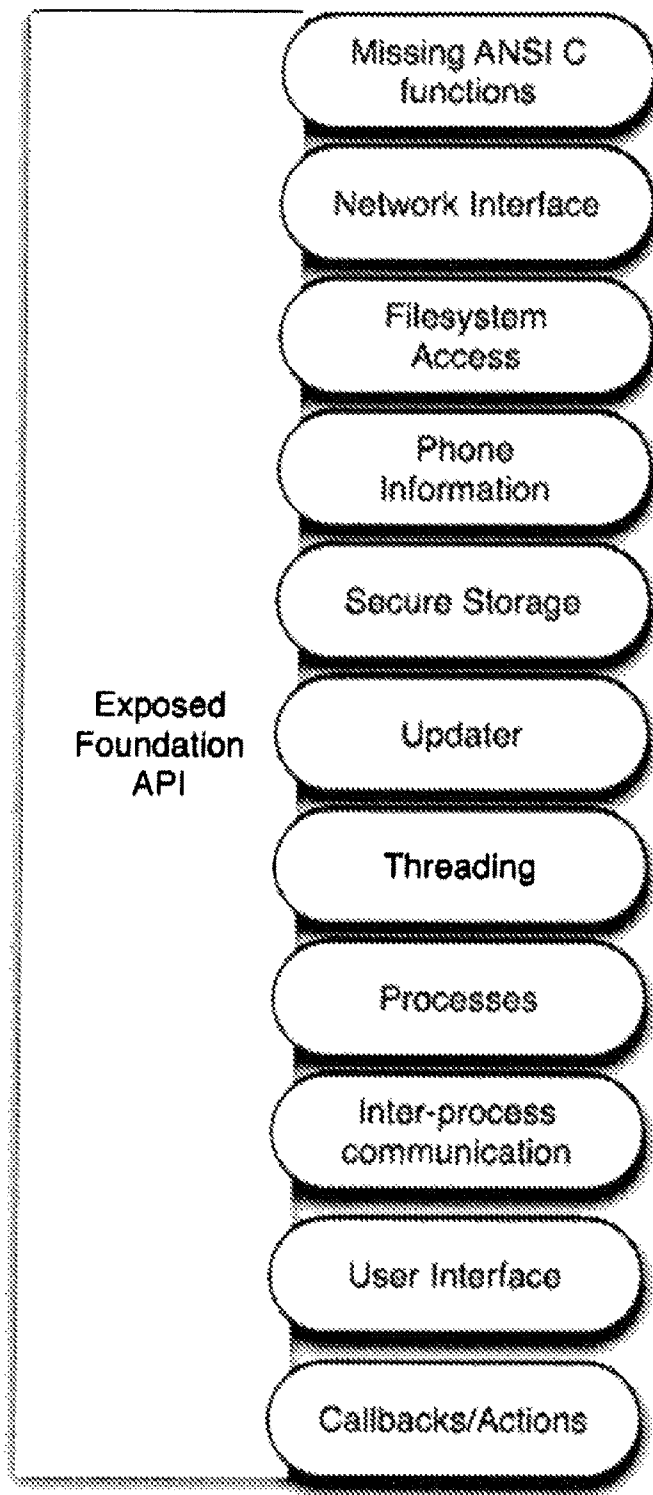 Missing ANSI C
functions
Network Interface
Filesystem
Access
Phone
Information
Secure Storage
Exposed
Foundation
API
Updater
Threading
Processes
Inter-process
communication
User Interface
Callbacks/Actions